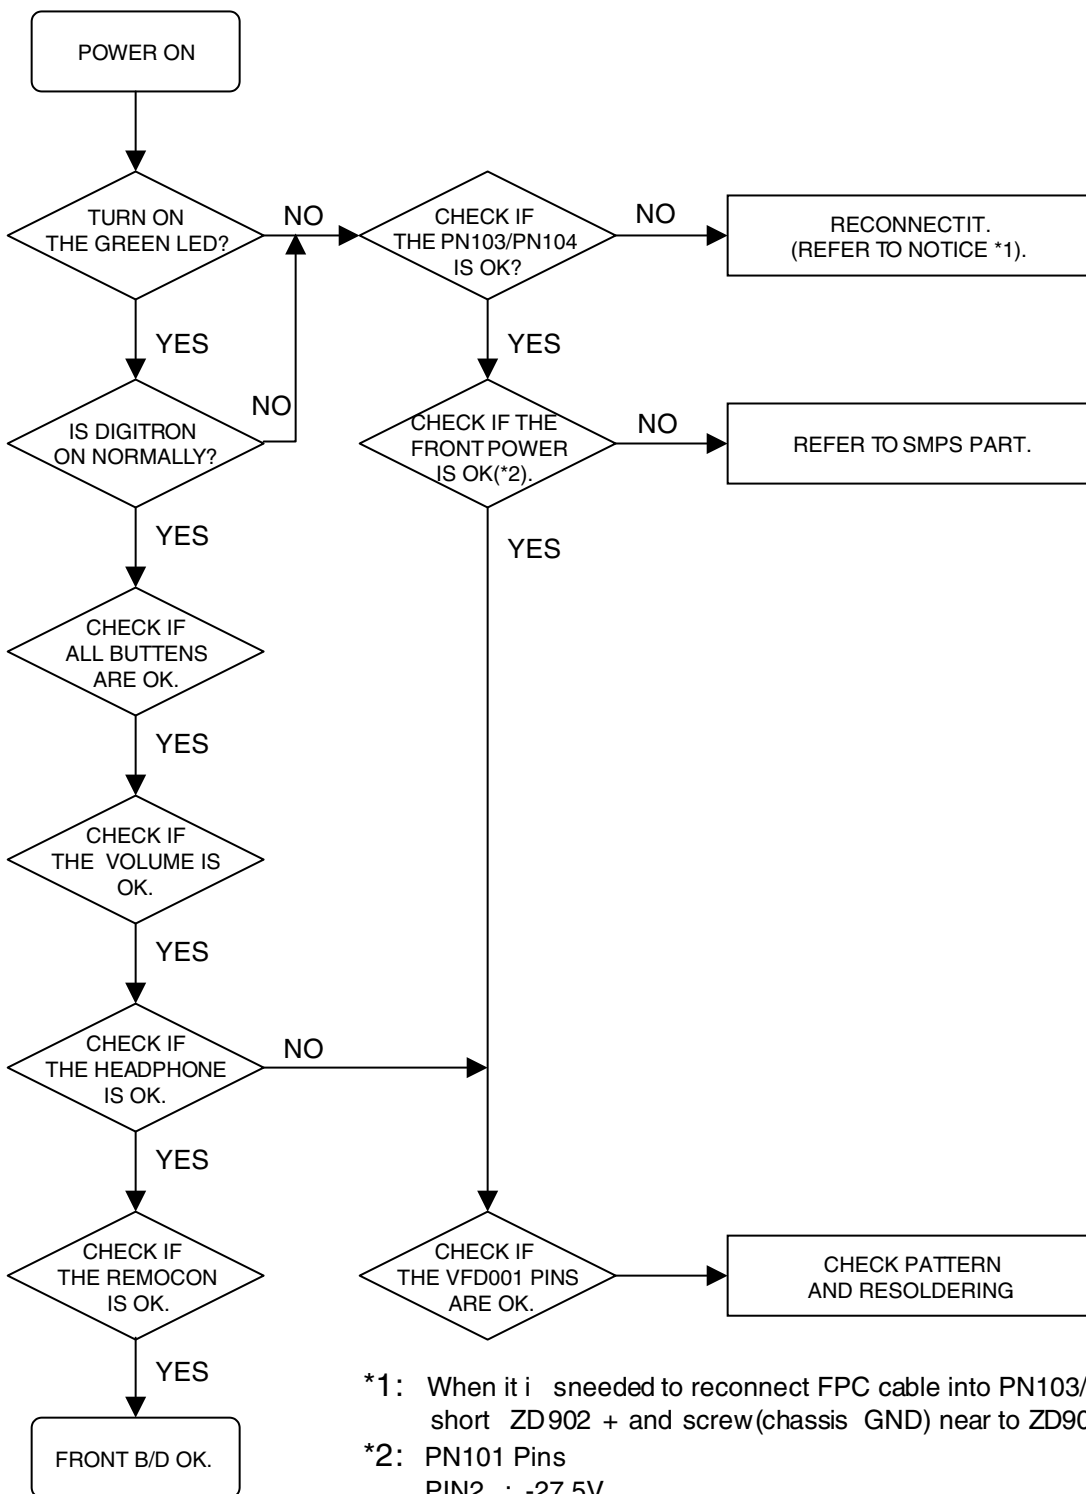 POWER ON
TURN ON
THE GREEN LED?
NO
CHECK IF
THE PN103/PN104
IS OK?
NO
RECONNECTIT.
(REFER TO NOTICE *1).
YES
YES
IS DIGITRON
ON NORMALLY?
NO
CHECK IF THE
FRONT POWER
IS OK(*2).
NO
REFER TO SMPS PART.
YES
YES
CHECK IF
ALL BUTTENS
ARE OK.
YES
CHECK IF
THE VOLUME IS
OK.
YES
CHECK IF
THE HEADPHONE
IS OK.
NO
YES
CHECK IF
THE REMOCON
IS OK.
CHECK IF
THE VFD001 PINS
ARE OK.
CHECK PATTERN
AND RESOLDERING
YES
FRONT B/D OK.
*1: When it i sneeded to reconnect FPC cable into PN103/
short ZD902 + and screw(chassis GND) near to ZD90
*2: PN101 Pins
PIN2 : -27.5V